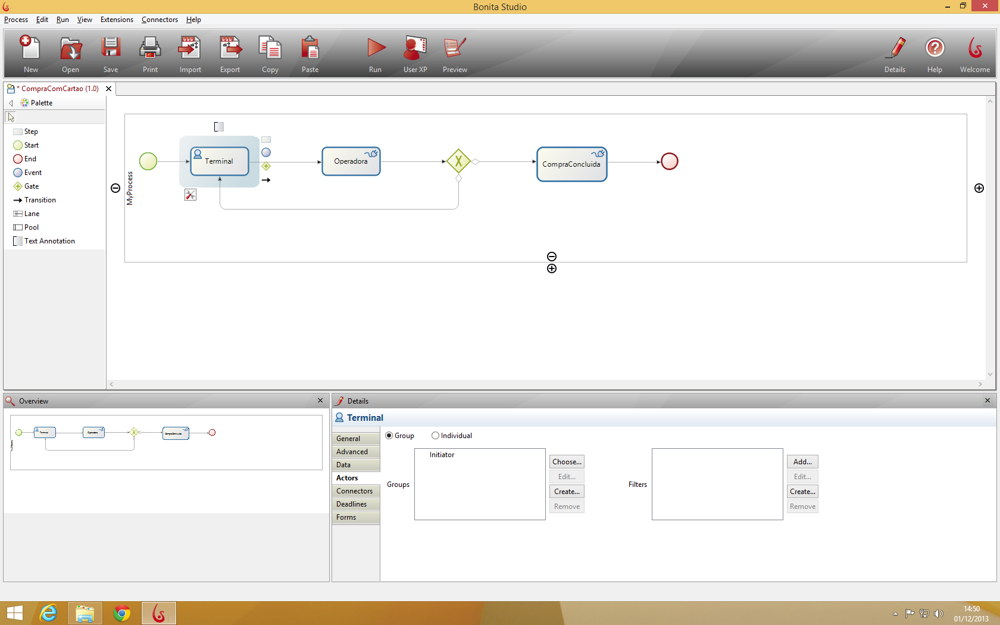 Bonita Studio
Process Edit Run View Extensions Connectors Help
New Open Save Print Import Export Copy Paste Run User XP Preview Details Help Welcome
* CompraComCartao (1.0)
Palette
Step
Start
End
Event
Gate
Transition
Lane
Pool
Text Annotation
MyProcess
Terminal
Operadora
CompraConcluida
Overview
Terminal
Operadora
CompraConcluida
Details
Terminal
General
Advanced
Data
Actors
Connectors
Deadlines
Forms
Group Individual
Groups
Initiator
Choose...
Edit...
Create...
Remove
Filters
Add...
Edit...
Create...
Remove
14:50
01/12/2013